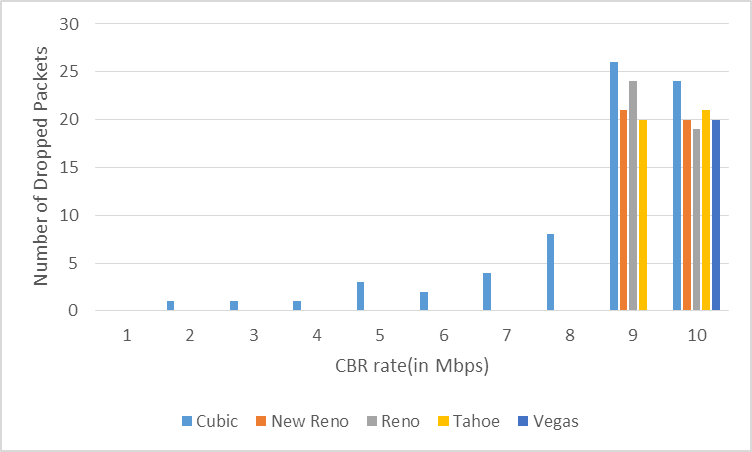 30
25
20
15
10
5
0
Number of Dropped Packets
1 2 3 4 5 6 7 8 9 10
CBR rate(in Mbps)
Cubic New Reno Reno Tahoe Vegas